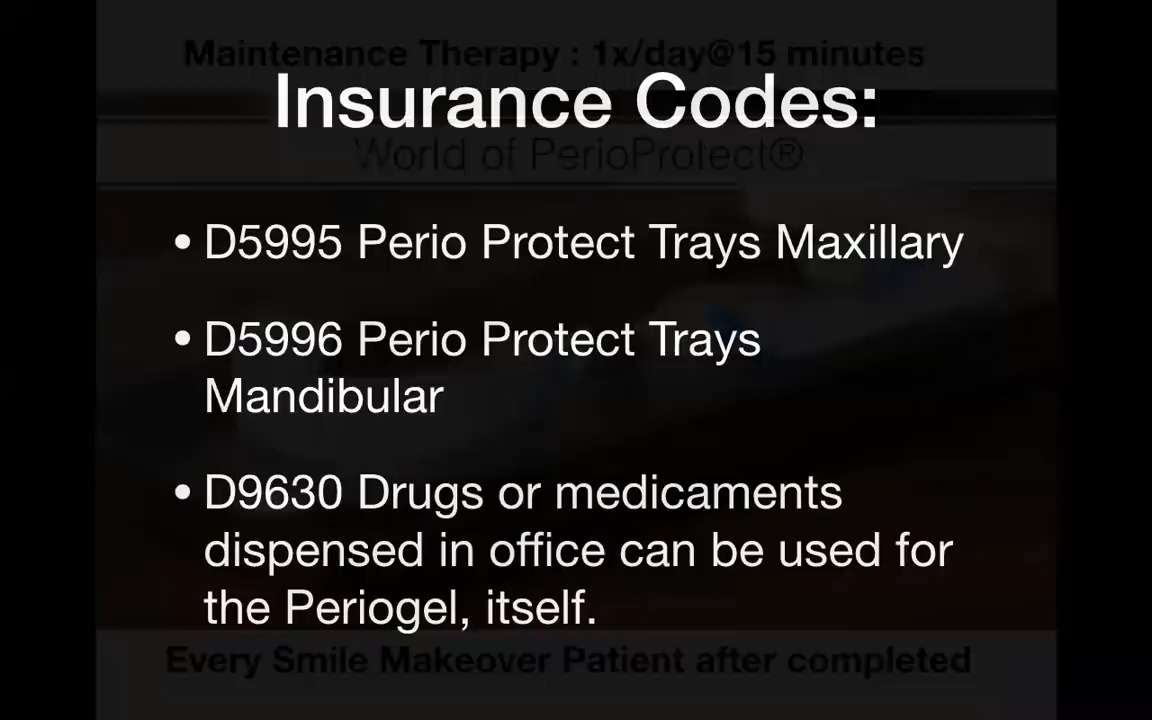 Maintenance Therapy : 1x/day@15 minutes
Insurance Codes:
World of PerioProtect®
• D5995 Perio Protect Trays Maxillary
• D5996 Perio Protect Trays
Mandibular
• D9630 Drugs or medicaments
dispensed in office can be used for
the Periogel, itself.
Every Smile Makeover Patient after completed